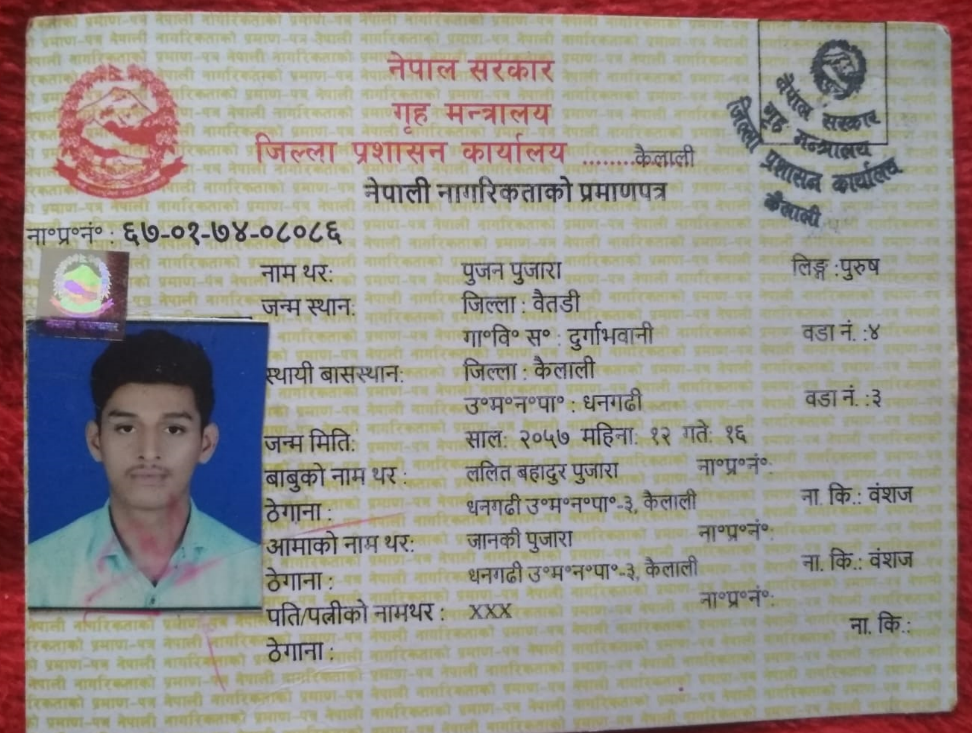 नेपाल सरकार
गृह मन्त्रालय
जिल्ला प्रशासन कार्यालय ........कैलाली
नेपाली नागरिकताको प्रमाणपत्र
नेपाल सरकार
गृह मन्त्रालय
जिल्ला प्रशासन कार्यालय
कैलाली
ना॰प्र॰नं॰ : ६७-०१-७४-०८०८६
नाम थर: पुजन पुजारा लिङ्ग :पुरुष
जन्म स्थान: जिल्ला : वैतडी
गा॰वि॰ स॰ : दुर्गाभवानी वडा नं. :४
स्थायी बासस्थान: जिल्ला : कैलाली
उ॰म॰न॰पा॰ : धनगढी वडा नं. :३
जन्म मिति: साल: २०५७ महिना: १२ गते: १६
बाबुको नाम थर : ललित बहादुर पुजारा ना॰प्र॰नं॰:
ठेगाना : धनगढी उ॰म॰न॰पा॰-३, कैलाली ना. कि.: वंशज
आमाको नाम थर: जानकी पुजारा ना॰प्र॰नं॰:
ठेगाना : धनगढी उ॰म॰न॰पा॰-३, कैलाली ना. कि.: वंशज
पति/पत्नीको नामथर : XXX ना॰प्र॰नं॰:
ठेगाना : ना. कि.: